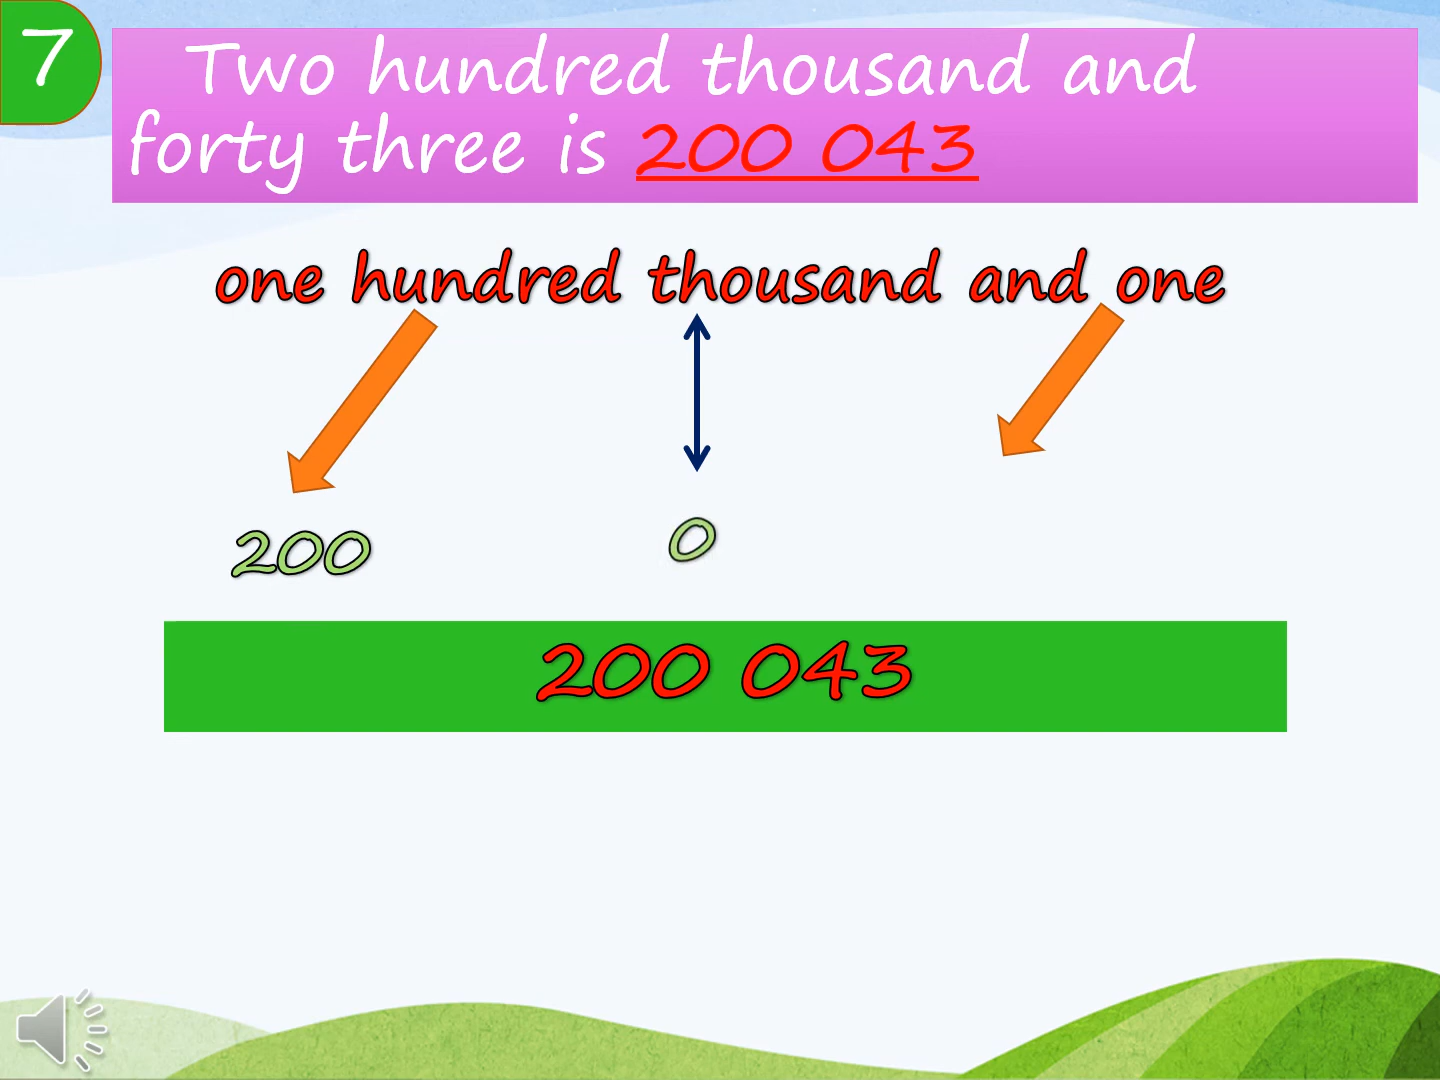 7
Two hundred thousand and
forty three is 200 043
one hundred thousand and one
200 0
200 043